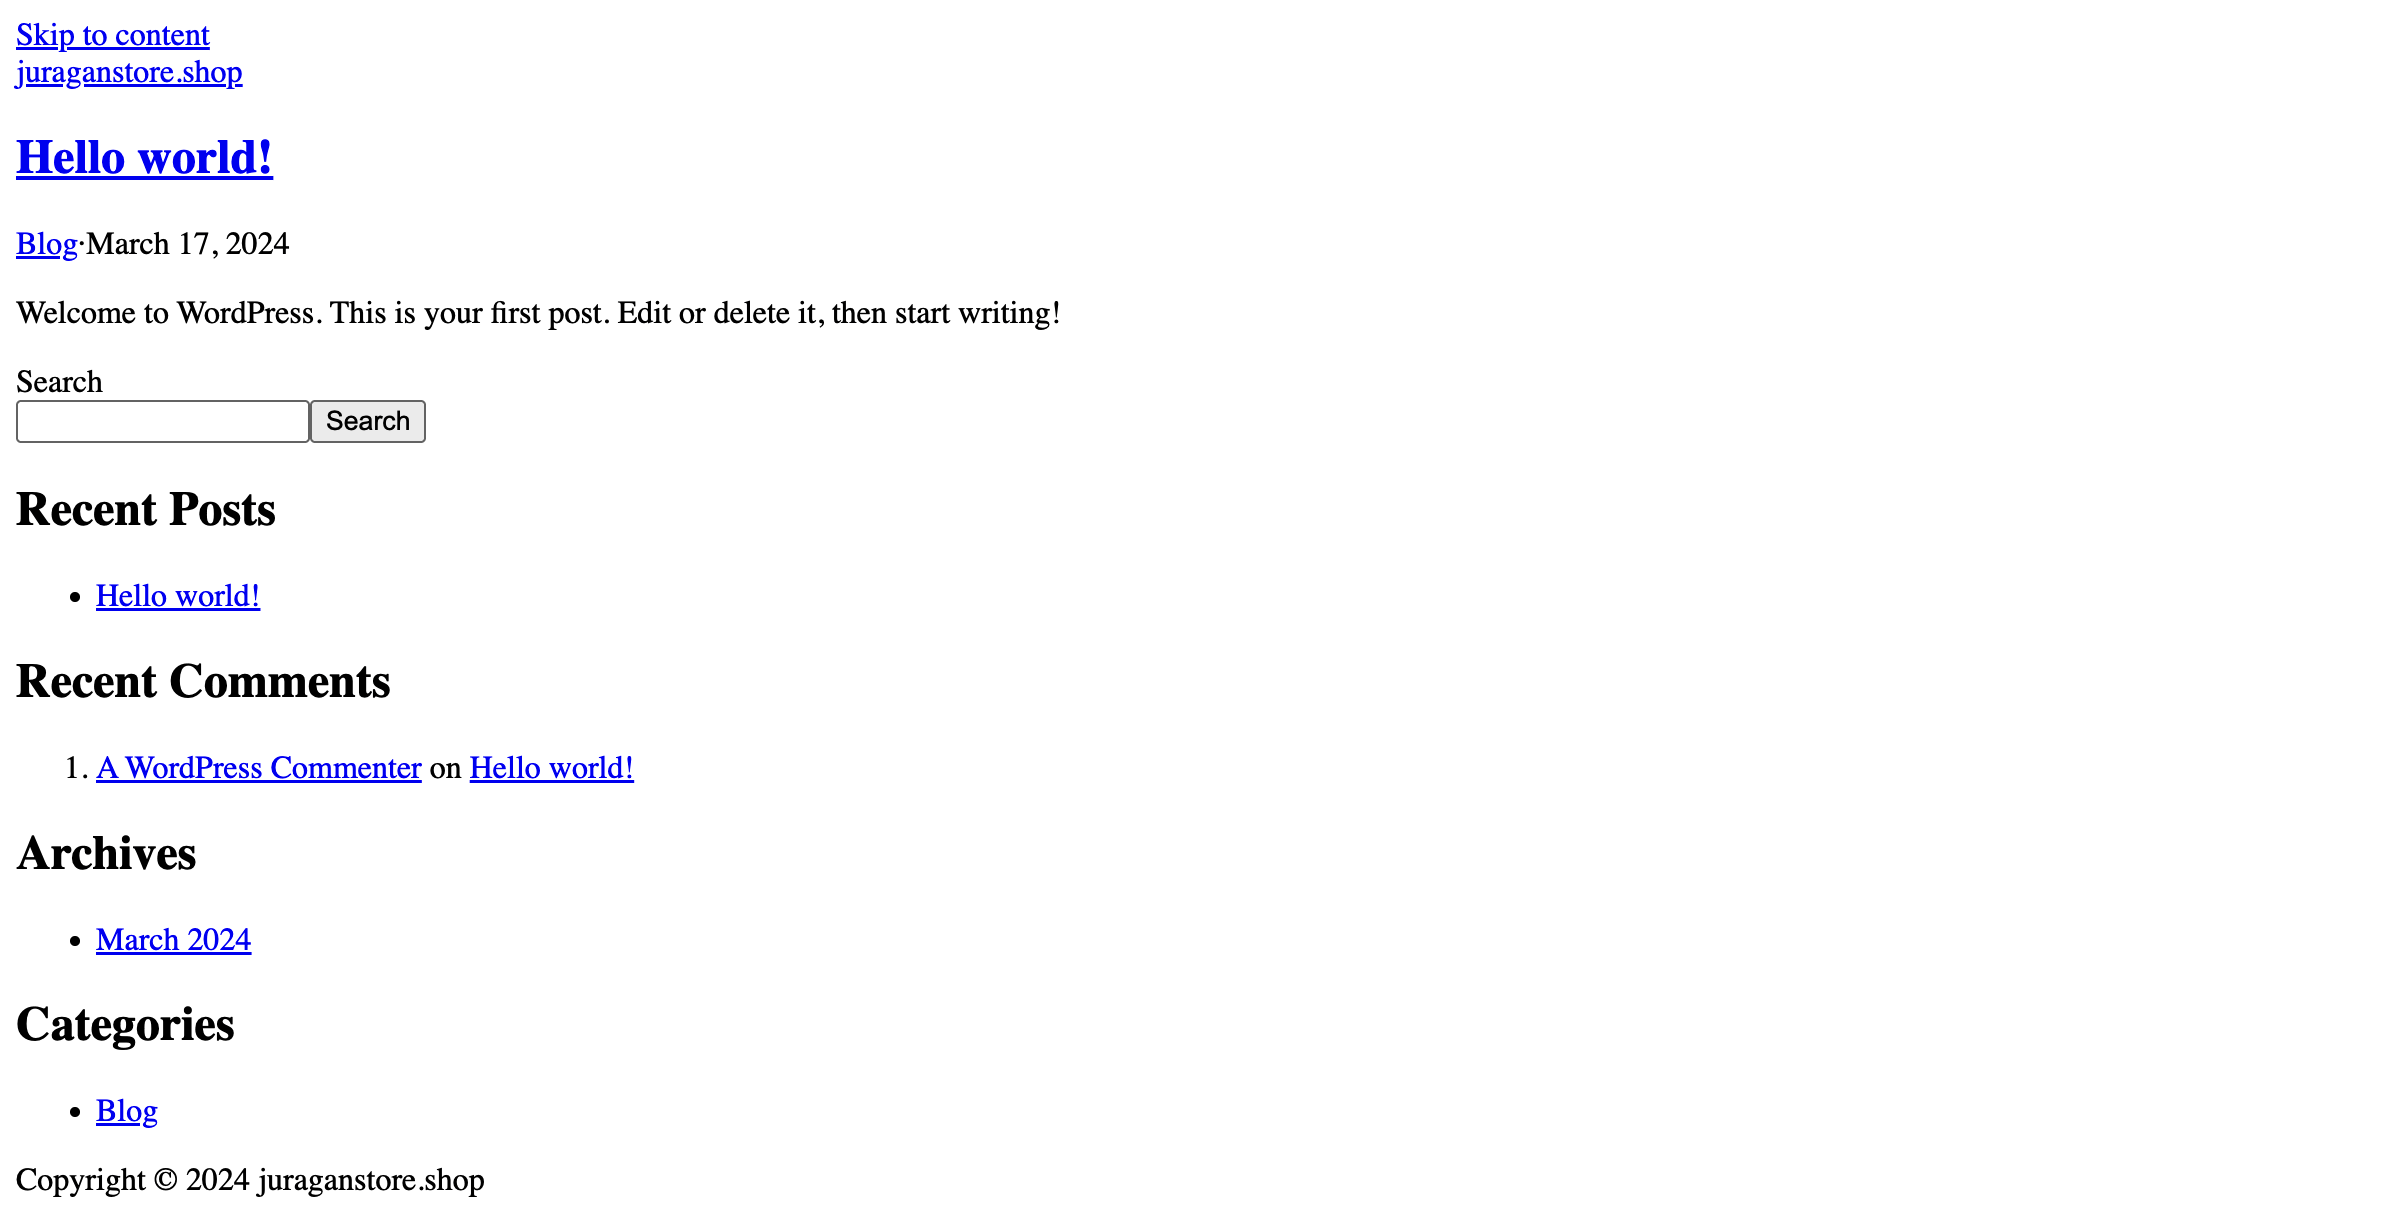 Skip to content
juraganstore.shop
Hello world!
Blog·March 17, 2024
Welcome to WordPress. This is your first post. Edit or delete it, then start writing!
Search
Search
Recent Posts
Hello world!
Recent Comments
1. A WordPress Commenter on Hello world!
Archives
March 2024
Categories
Blog
Copyright © 2024 juraganstore.shop